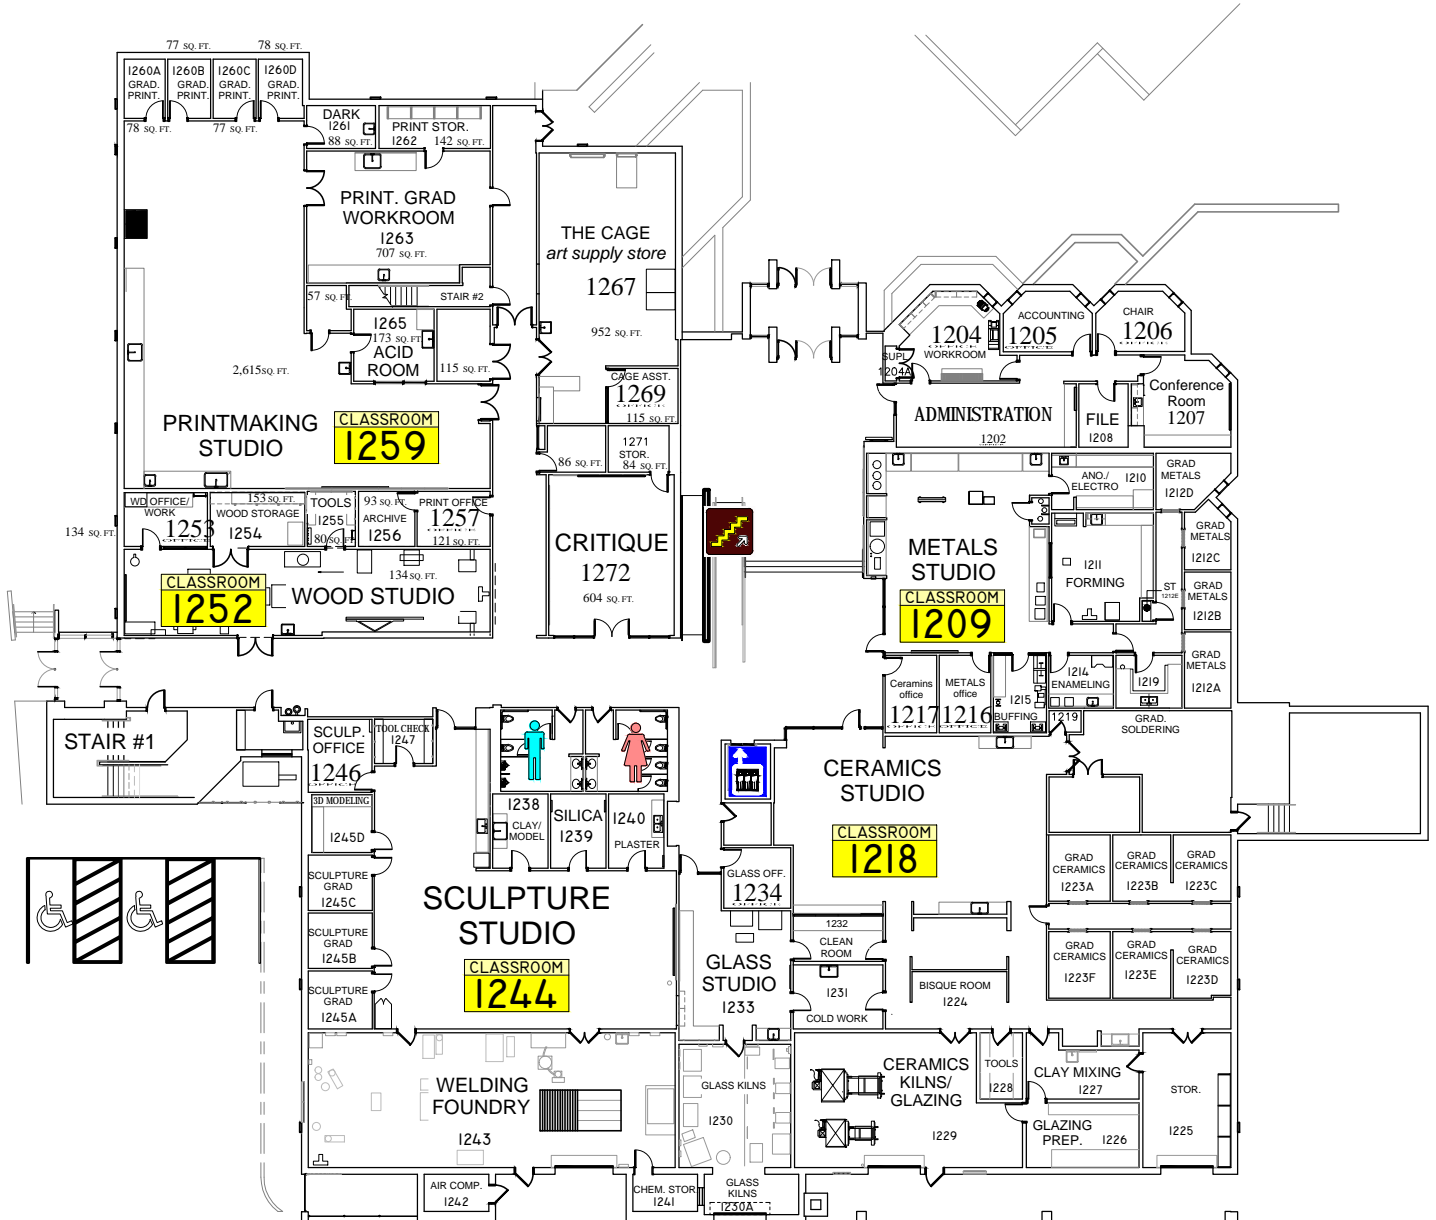 77 SQ. FT.
78 SQ. FT.
1260A
GRAD.
PRINT.
1260B
GRAD.
PRINT.
1260C
GRAD.
PRINT.
1260D
GRAD.
PRINT.
78 SQ. FT.
77 SQ. FT.
DARK
1261
88 SQ. FT.
PRINT STOR.
1262
142 SQ. FT.
PRINT. GRAD
WORKROOM
1263
707 SQ. FT.
57 SQ. FT.
STAIR #2
1265
173 SQ. FT.
ACID
ROOM
115 SQ. FT.
2,615SQ. FT.
PRINTMAKING
STUDIO
CLASSROOM
1259
THE CAGE
art supply store
1267
952 SQ. FT.
CAGE ASST.
1269
OFFICE
115 SQ. FT.
1271
STOR.
84 SQ. FT.
86 SQ. FT.
CRITIQUE
1272
604 SQ. FT.
134 SQ. FT.
WD OFFICE/
WORK
1253
153 SQ. FT.
WOOD STORAGE
1254
TOOLS
1255
80 SQ. FT.
93 SQ. FT.
ARCHIVE
1256
PRINT OFFICE
1257
OFFICE
121 SQ. FT.
134 SQ. FT.
CLASSROOM
1252
WOOD STUDIO
1204
OFFICE
WORKROOM
SUPL
1204A
ACCOUNTING
1205
OFFICE
CHAIR
1206
OFFICE
Conference
Room
1207
ADMINISTRATION
1202
FILE
1208
METALS
STUDIO
CLASSROOM
1209
ANO./
ELECTRO
1210
GRAD
METALS
1212D
GRAD
METALS
1212C
1211
FORMING
ST
1212E
GRAD
METALS
1212B
GRAD
METALS
1212A
Ceramins
office
1217
OFFICE
METALS
office
1216
OFFICE
1215
BUFFING
1214
ENAMELING
1219
1219
GRAD.
SOLDERING
STAIR #1
SCULP.
OFFICE
1246
OFFICE
TOOL CHECK
1247
3D MODELING
1245D
SCULPTURE
GRAD
1245C
SCULPTURE
GRAD
1245B
SCULPTURE
GRAD
1245A
1238
CLAY/
MODEL
SILICA
1239
1240
PLASTER
SCULPTURE
STUDIO
CLASSROOM
1244
CERAMICS
STUDIO
CLASSROOM
1218
GLASS OFF.
1234
OFFICE
GLASS
STUDIO
1233
1232
CLEAN
ROOM
1231
COLD WORK
BISQUE ROOM
1224
GRAD
CERAMICS
1223A
GRAD
CERAMICS
1223B
GRAD
CERAMICS
1223C
GRAD
CERAMICS
1223F
GRAD
CERAMICS
1223E
GRAD
CERAMICS
1223D
WELDING
FOUNDRY
1243
GLASS KILNS
1230
CERAMICS
KILNS/
GLAZING
1229
TOOLS
1228
CLAY MIXING
1227
GLAZING
PREP.
1226
STOR.
1225
AIR COMP.
1242
CHEM. STOR.
1241
GLASS
KILNS
1230A